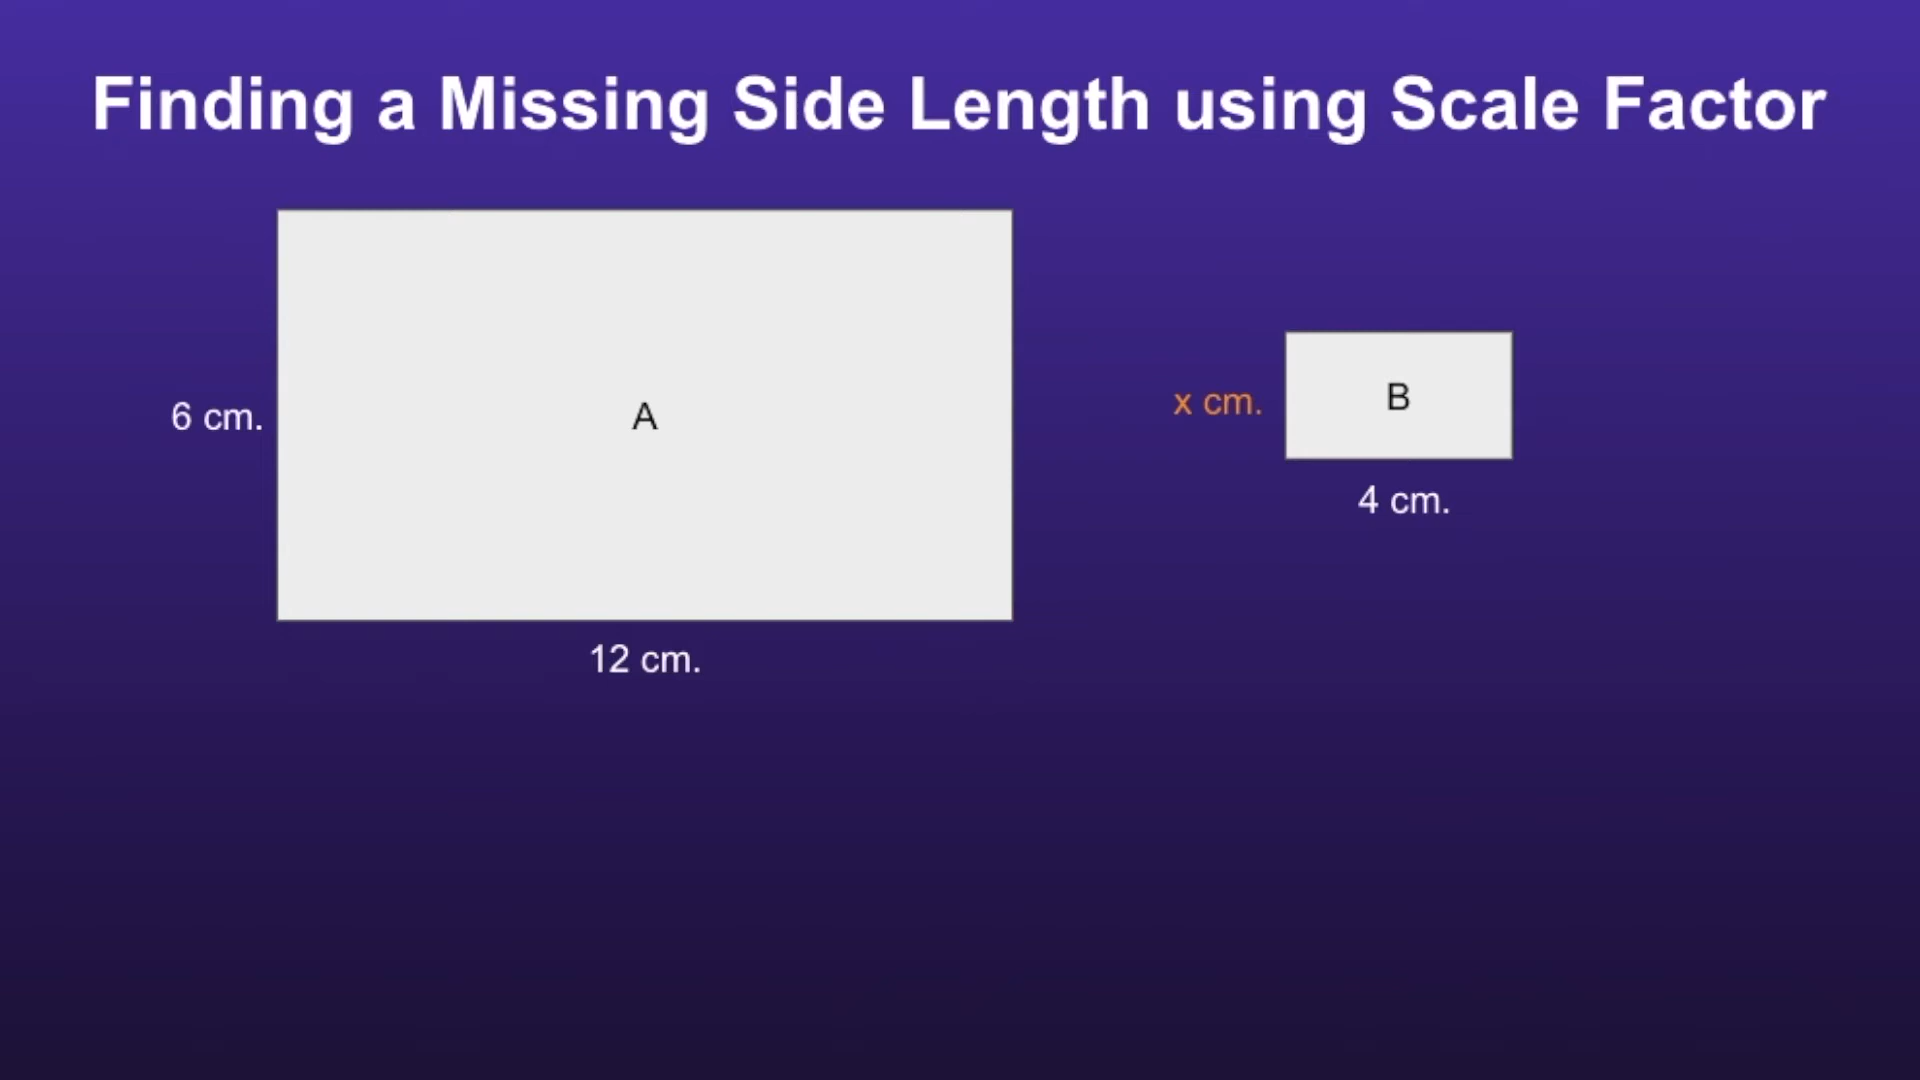 Finding a Missing Side Length using Scale Factor
6 cm.
A
12 cm.
x cm.
B
4 cm.